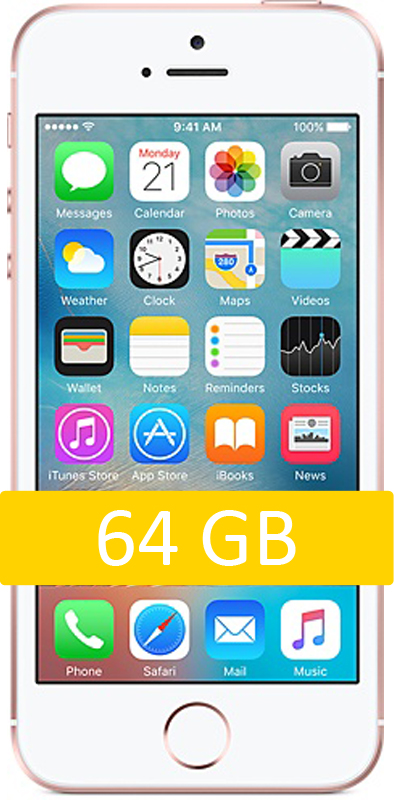 9:41 AM 100%
Monday
21
Messages Calendar Photos Camera
280
Weather Clock Maps Videos
Wallet Notes Reminders Stocks
iTunes Store App Store iBooks News
64 GB
Phone Safari Mail Music